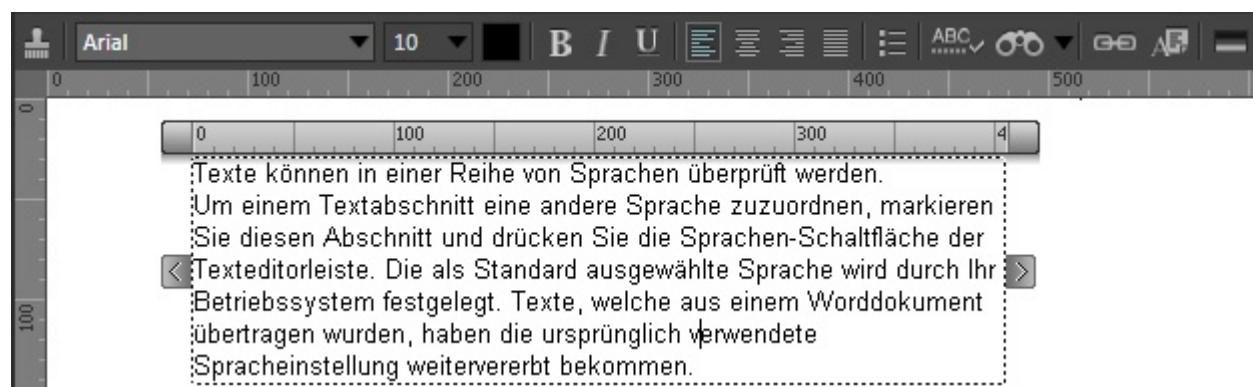 Arial 10 B I U ABC
0 100 200 300 400 500
0 100 200 300 4
0
Texte können in einer Reihe von Sprachen überprüft werden.
Um einem Textabschnitt eine andere Sprache zuzuordnen, markieren
Sie diesen Abschnitt und drücken Sie die Sprachen-Schaltfläche der
Texteditorleiste. Die als Standard ausgewählte Sprache wird durch Ihr
Betriebssystem festgelegt. Texte, welche aus einem Worddokument
100
übertragen wurden, haben die ursprünglich verwendete
Spracheinstellung weitervererbt bekommen.